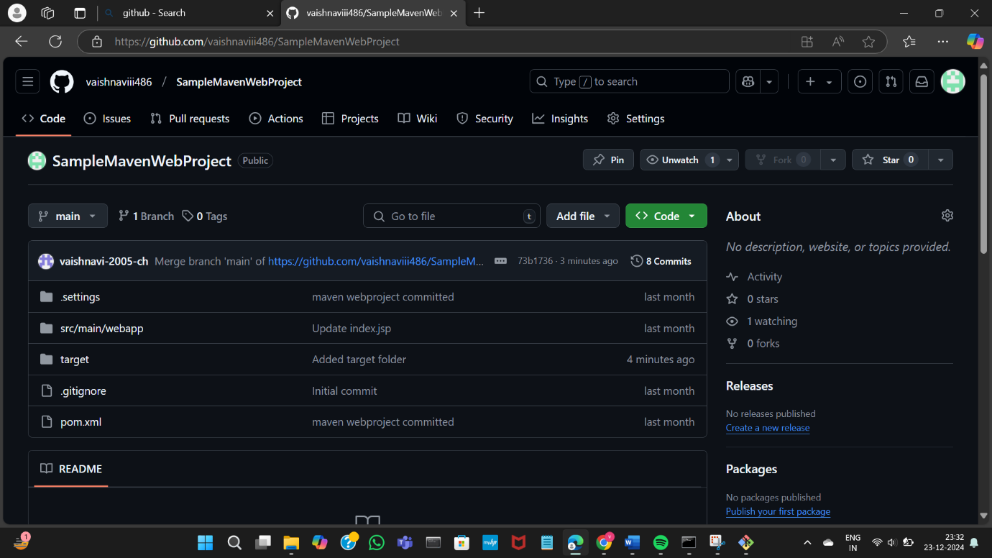 github - Search
vaishnaviii486/SampleMavenWeb
https://github.com/vaishnaviii486/SampleMavenWebProject
vaishnaviii486 / SampleMavenWebProject
Type / to search
Code Issues Pull requests Actions Projects Wiki Security Insights Settings
SampleMavenWebProject Public
Pin Unwatch 1 Fork 0 Star 0
main 1 Branch 0 Tags Go to file t Add file Code
About
No description, website, or topics provided.
vaishnavi-2005-ch Merge branch 'main' of https://github.com/vaishnaviii486/SampleM... 73b1736 · 3 minutes ago 8 Commits
.settings maven webproject committed last month
src/main/webapp Update index.jsp last month
target Added target folder 4 minutes ago
.gitignore Initial commit last month
pom.xml maven webproject committed last month
README
Activity
0 stars
1 watching
0 forks
Releases
No releases published
Create a new release
Packages
No packages published
Publish your first package
1
ENG
IN
23:32
23-12-2024